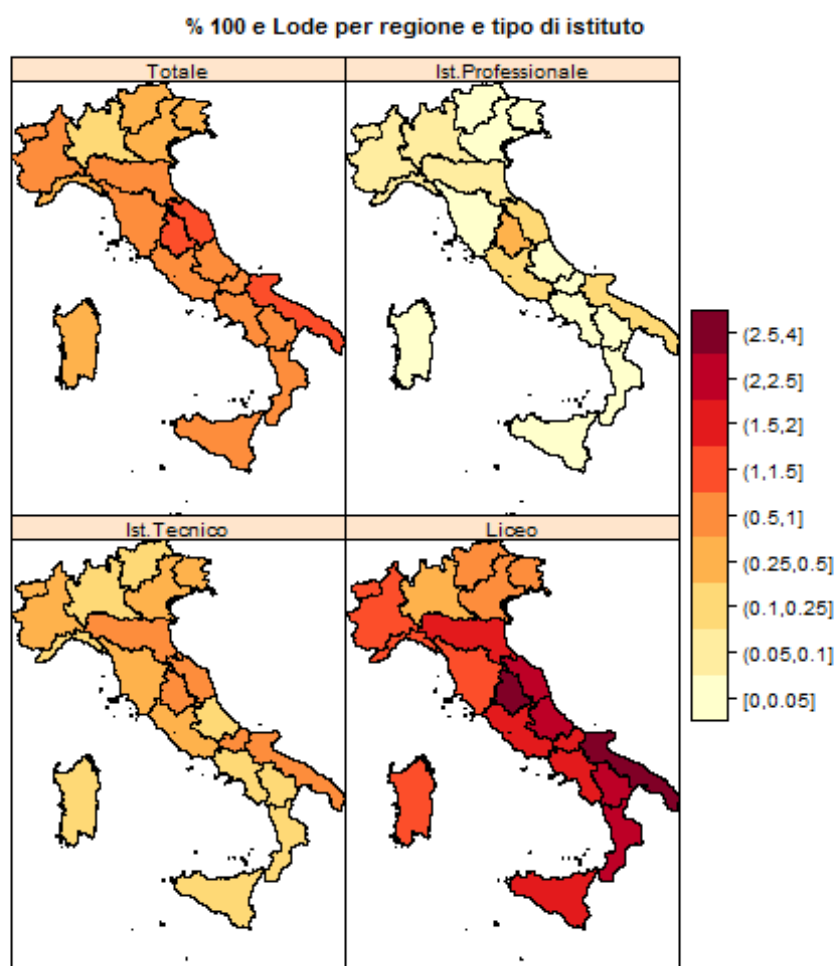 % 100 e Lode per regione e tipo di istituto
Totale
Ist.Professionale
Ist.Tecnico
Liceo
(2.5,4]
(2,2.5]
(1.5,2]
(1,1.5]
(0.5,1]
(0.25,0.5]
(0.1,0.25]
(0.05,0.1]
[0,0.05]